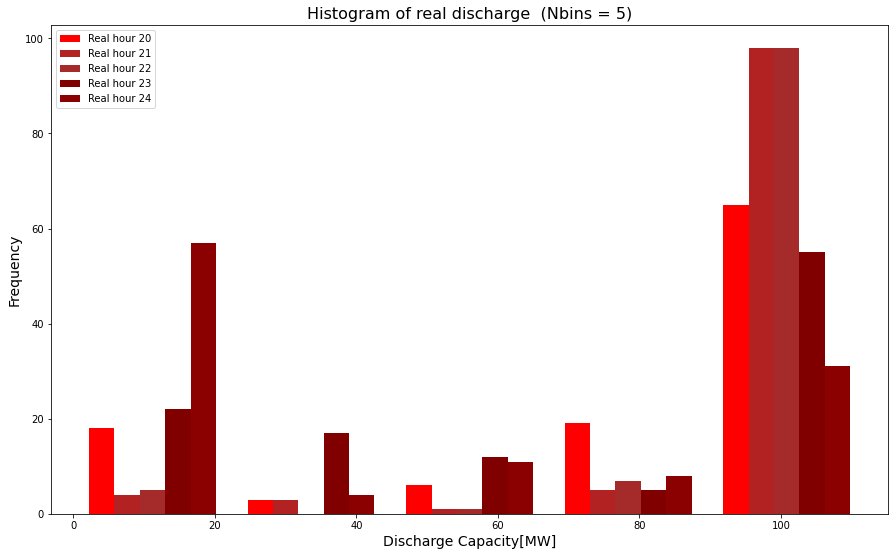 Histogram of real discharge  (Nbins = 5)
Real hour 20
Real hour 21
Real hour 22
Real hour 23
Real hour 24
Frequency
100
80
60
40
20
0
0 20 40 60 80 100
Discharge Capacity[MW]